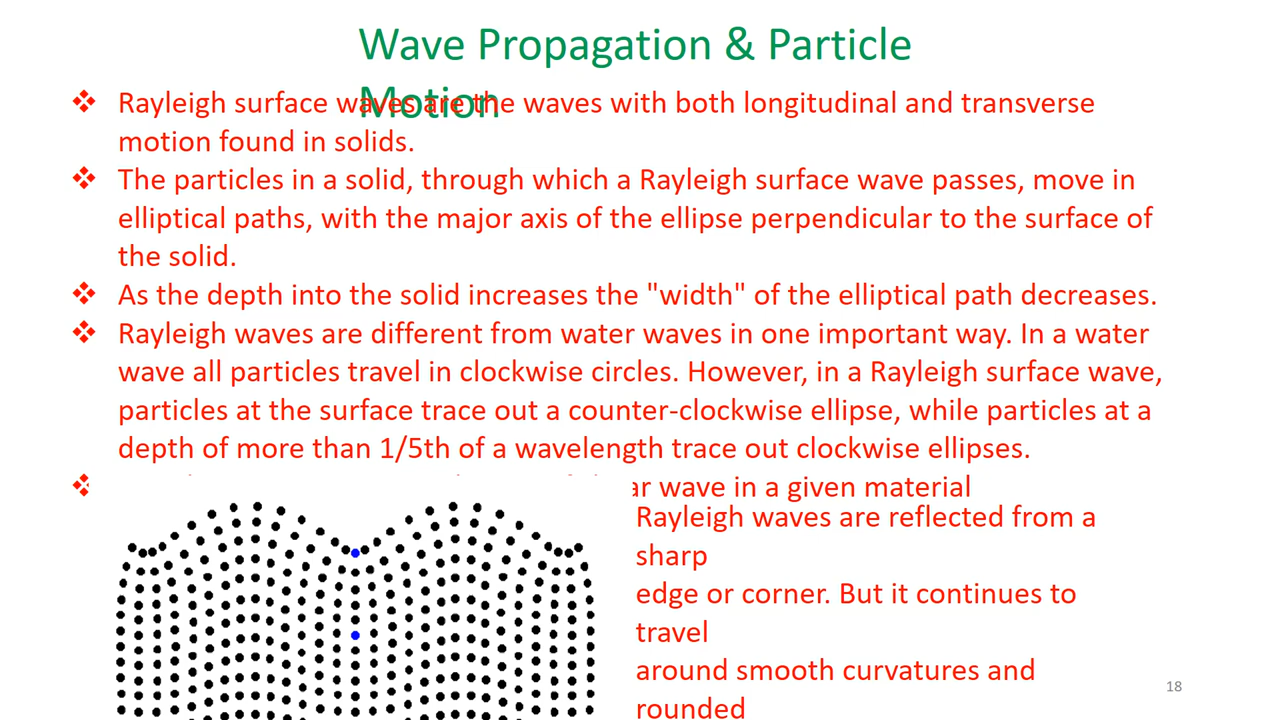 Wave Propagation & Particle
Motion
❖ Rayleigh surface waves are the waves with both longitudinal and transverse
motion found in solids.
❖ The particles in a solid, through which a Rayleigh surface wave passes, move in
elliptical paths, with the major axis of the ellipse perpendicular to the surface of
the solid.
❖ As the depth into the solid increases the "width" of the elliptical path decreases.
❖ Rayleigh waves are different from water waves in one important way. In a water
wave all particles travel in clockwise circles. However, in a Rayleigh surface wave,
particles at the surface trace out a counter-clockwise ellipse, while particles at a
depth of more than 1/5th of a wavelength trace out clockwise ellipses.
❖ wave in a given material
Rayleigh waves are reflected from a
sharp
edge or corner. But it continues to
travel
around smooth curvatures and
rounded
18